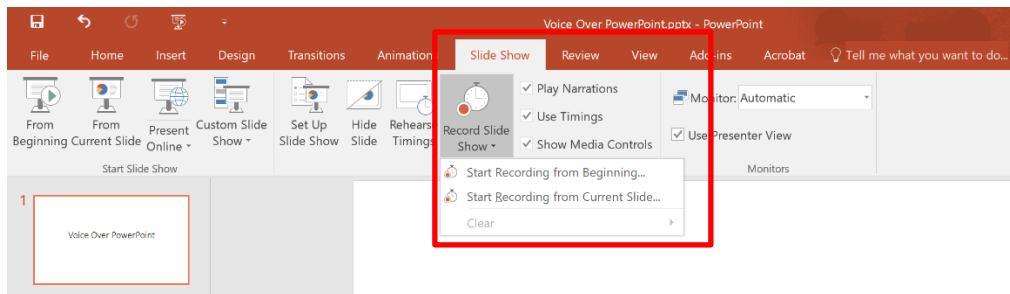 Voice Over PowerPoint.pptx - PowerPoint
File Home Insert Design Transitions Animation Slide Show Review View Add-ins Acrobat Tell me what you want to do...
From Beginning
From Current Slide
Present Online
Custom Slide Show
Set Up Slide Show
Hide Slide
Rehearse Timings
Record Slide Show
Play Narrations
Use Timings
Show Media Controls
Monitor: Automatic
Use Presenter View
Start Slide Show
Monitors
Start Recording from Beginning...
Start Recording from Current Slide...
Clear
1
Voice Over PowerPoint